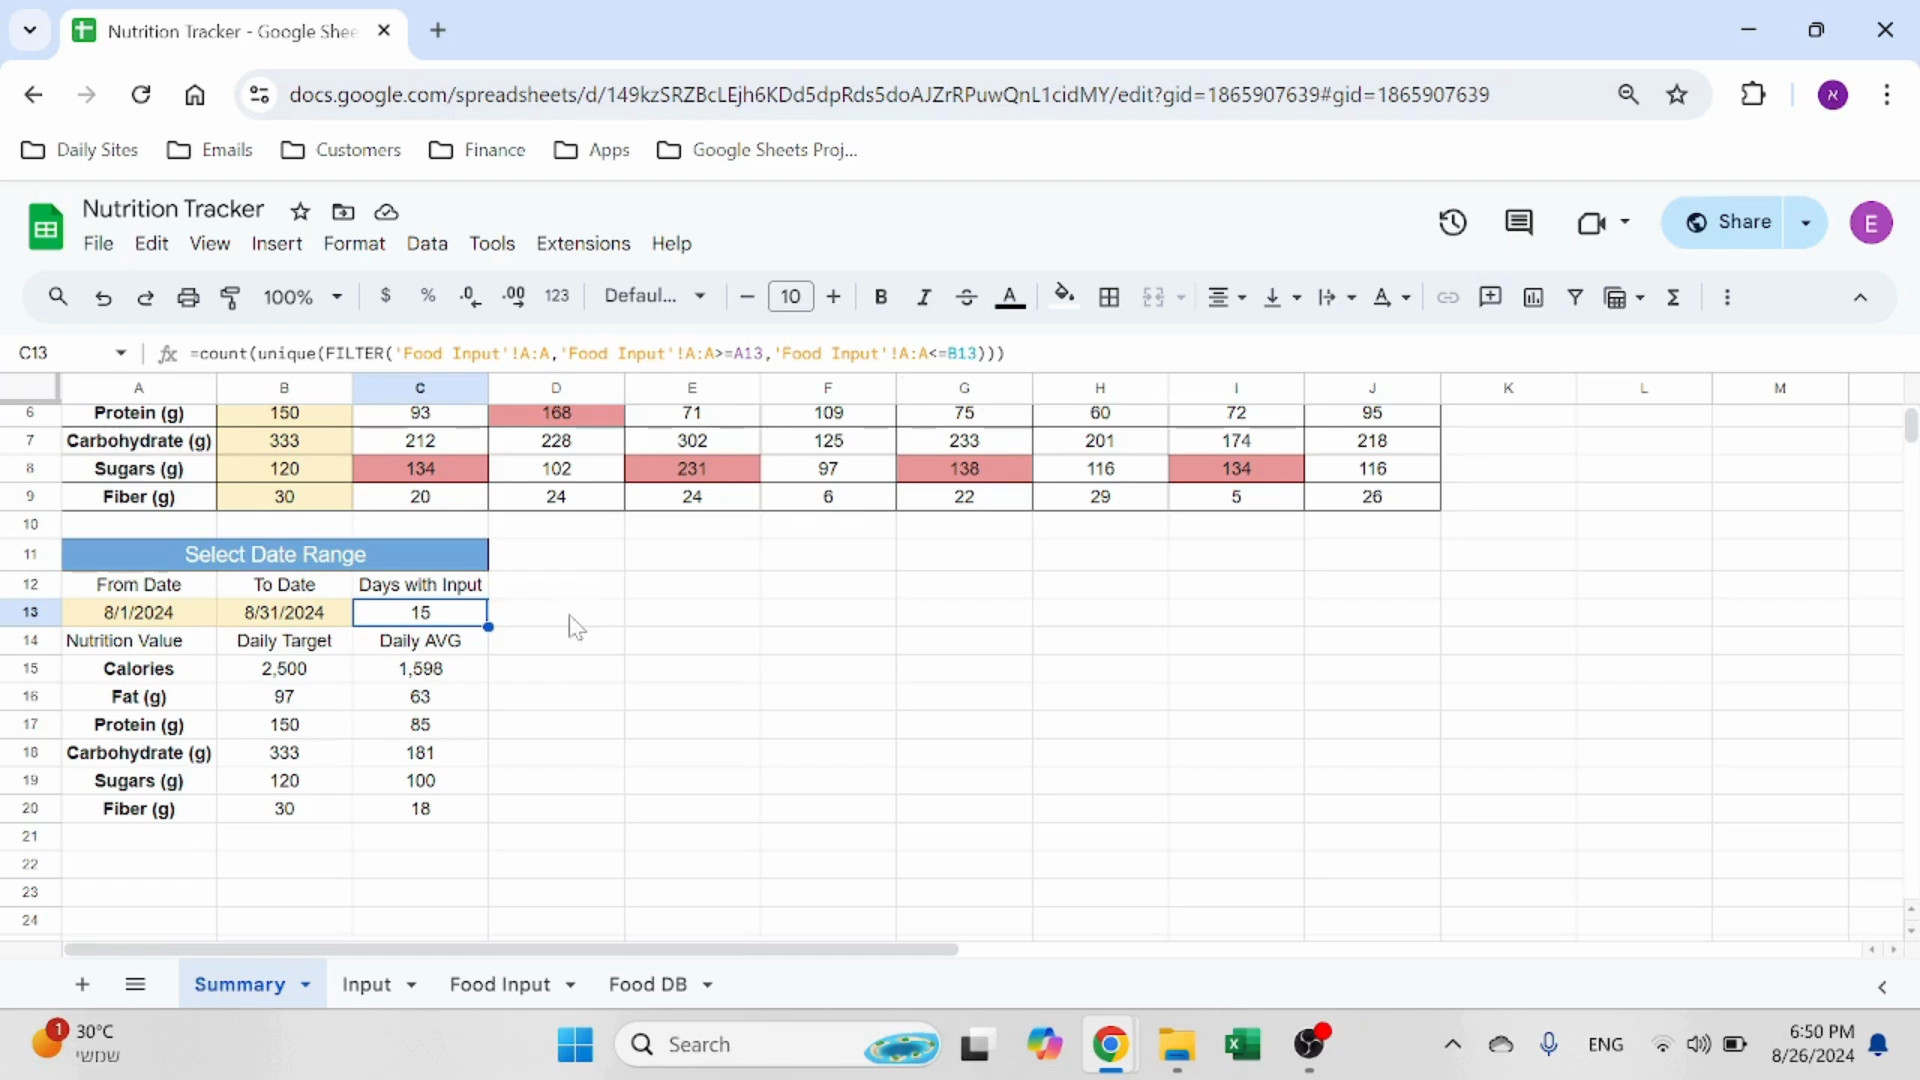 Nutrition Tracker - Google Shee
docs.google.com/spreadsheets/d/149kzSRZBcLEjh6KDd5dpRds5doAJZrRPuwQnL1cidMY/edit?gid=1865907639#gid=1865907639
א
Daily Sites Emails Customers Finance Apps Google Sheets Proj...
Nutrition Tracker
File Edit View Insert Format Data Tools Extensions Help
Share
E
100% $ % .0 .00 123 Defaul... 10 B I S A
C13 fx =count(unique(FILTER('Food Input'!A:A,'Food Input'!A:A>=A13,'Food Input'!A:A<=B13)))
A B C D E F G H I J K L M
6 Protein (g) 150 93 168 71 109 75 60 72 95
7 Carbohydrate (g) 333 212 228 302 125 233 201 174 218
8 Sugars (g) 120 134 102 231 97 138 116 134 116
9 Fiber (g) 30 20 24 24 6 22 29 5 26
10
11 Select Date Range
12 From Date To Date Days with Input
13 8/1/2024 8/31/2024 15
14 Nutrition Value Daily Target Daily AVG
15 Calories 2,500 1,598
16 Fat (g) 97 63
17 Protein (g) 150 85
18 Carbohydrate (g) 333 181
19 Sugars (g) 120 100
20 Fiber (g) 30 18
21
22
23
24
Summary Input Food Input Food DB
1 30°C
שמשי
Search
ENG
6:50 PM
8/26/2024